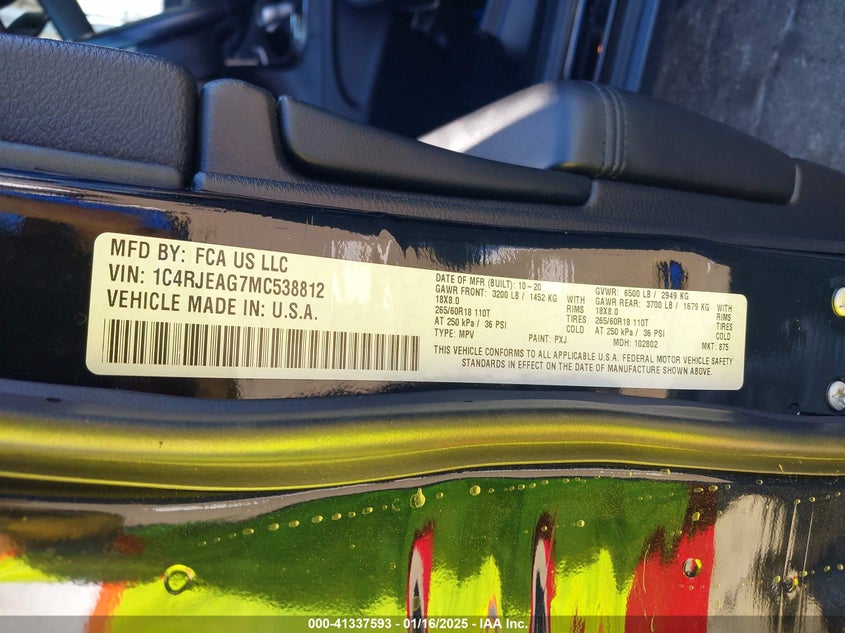 MFD BY: FCA US LLC
VIN: 1C4RJEAG7MC538812
VEHICLE MADE IN: U.S.A.
DATE OF MFR (BUILT): 10-20 GVWR: 6500 LB / 2949 KG
GAWR FRONT: 3200 LB / 1452 KG WITH GAWR REAR: 3700 LB / 1679 KG WITH
18X8.0 RIMS 18X8.0 RIMS
265/60R18 110T TIRES 265/60R18 110T TIRES
AT 250 kPa / 36 PSI COLD AT 250 kPa / 36 PSI COLD
TYPE: MPV PAINT: PXJ MDH: 102802 MKT: 875
THIS VEHICLE CONFORMS TO ALL APPLICABLE U.S.A. FEDERAL MOTOR VEHICLE SAFETY
STANDARDS IN EFFECT ON THE DATE OF MANUFACTURE SHOWN ABOVE.
000-41337593 - 01/16/2025 - IAA Inc.